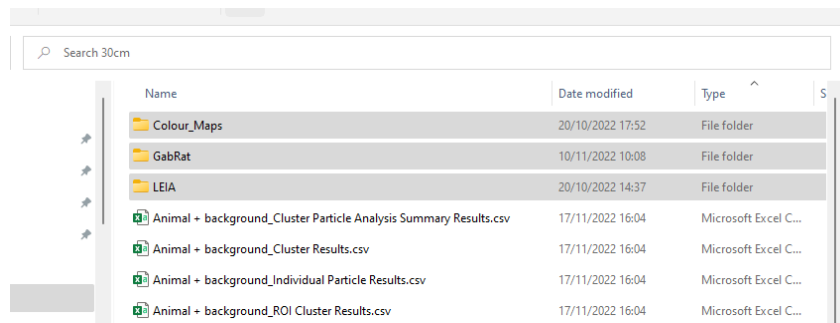 Search 30cm
Name Date modified Type S
Colour_Maps 20/10/2022 17:52 File folder
GabRat 10/11/2022 10:08 File folder
LEIA 20/10/2022 14:37 File folder
Animal + background_Cluster Particle Analysis Summary Results.csv 17/11/2022 16:04 Microsoft Excel C...
Animal + background_Cluster Results.csv 17/11/2022 16:04 Microsoft Excel C...
Animal + background_Individual Particle Results.csv 17/11/2022 16:04 Microsoft Excel C...
Animal + background_ROI Cluster Results.csv 17/11/2022 16:04 Microsoft Excel C...